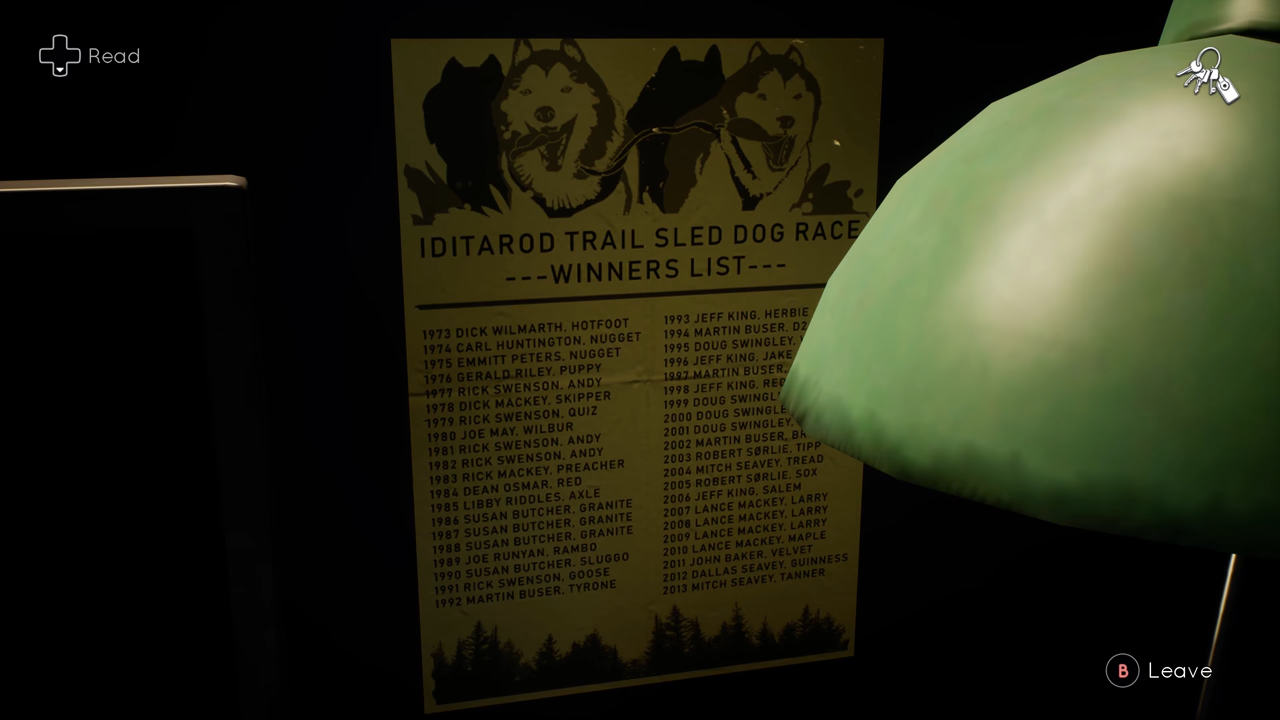 Read
IDITAROD TRAIL SLED DOG RACE
---WINNERS LIST---
1973 DICK WILMARTH, HOTFOOT
1974 CARL HUNTINGTON, NUGGET
1975 EMMITT PETERS, NUGGET
1976 GERALD RILEY, PUPPY
1977 RICK SWENSON, ANDY
1978 DICK MACKEY, SKIPPER
1979 RICK SWENSON, QUIZ
1980 JOE MAY, WILBUR
1981 RICK SWENSON, ANDY
1982 RICK SWENSON, ANDY
1983 RICK MACKEY, PREACHER
1984 DEAN OSMAR, RED
1985 LIBBY RIDDLES, AXLE
1986 SUSAN BUTCHER, GRANITE
1987 SUSAN BUTCHER, GRANITE
1988 SUSAN BUTCHER, GRANITE
1989 JOE RUNYAN, RAMBO
1990 SUSAN BUTCHER, SLUGGO
1991 RICK SWENSON, GOOSE
1992 MARTIN BUSER, TYRONE
1993 JEFF KING, HERBIE
1994 MARTIN BUSER, D2
1995 DOUG SWINGLEY,
1996 JEFF KING, JAKE
1997 MARTIN BUSER,
1998 JEFF KING,
1999 DOUG
2000 DOUG
2001 DOUG SWINGLEY,
2002 MARTIN BUSER,
2003 ROBERT SØRLIE, TIPP
2004 MITCH SEAVEY, TREAD
2005 ROBERT SØRLIE, SOX
2006 JEFF KING, SALEM
2007 LANCE MACKEY, LARRY
2008 LANCE MACKEY, LARRY
2009 LANCE MACKEY, LARRY
2010 LANCE MACKEY, MAPLE
2011 JOHN BAKER, VELVET
2012 DALLAS SEAVEY, GUINNESS
2013 MITCH SEAVEY, TANNER
B Leave